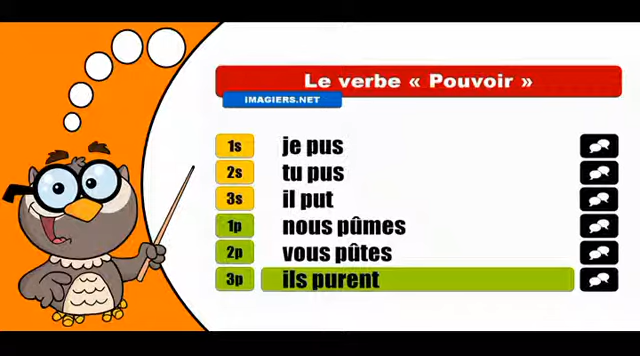 Le verbe « Pouvoir »
IMAGIERS.NET
1s je pus
2s tu pus
3s il put
1p nous pûmes
2p vous pûtes
3p ils purent